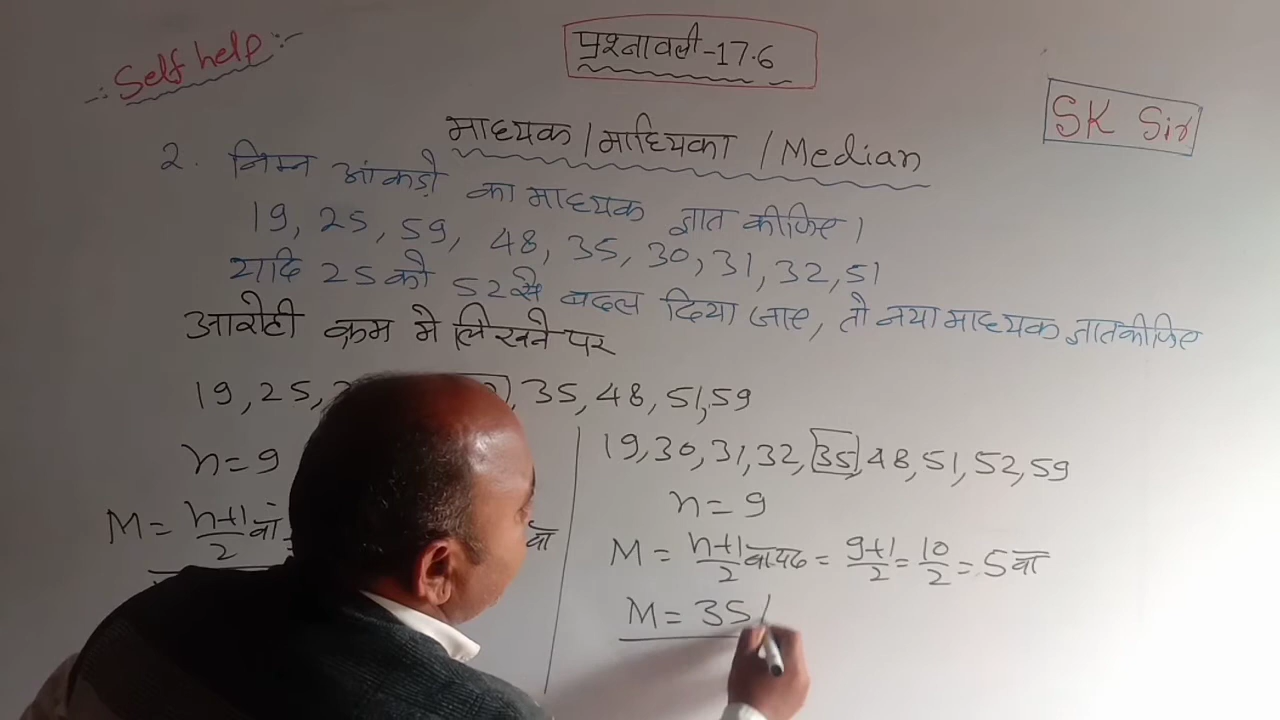 Self help
प्रश्नावली-17.6
SK Sir
माध्यक/माध्यिका/Median
2. निम्न आंकड़ो का माध्यक ज्ञात कीजिए।
19, 25, 59, 48, 35, 30, 31, 32, 51
यादि 25 को 52 से बदल दिया जाए, तो नया माध्यक ज्ञात कीजिए
आरोही क्रम मे लिखने पर
19, 25, 35, 48, 51, 59
n=9
M= n+1/2 वाँ
वाँ
19, 30, 31, 32, 35, 48, 51, 52, 59
n= 9
M = n+1/2 वाँ पद = 9+1/2 = 10/2 = 5 वाँ
M = 35